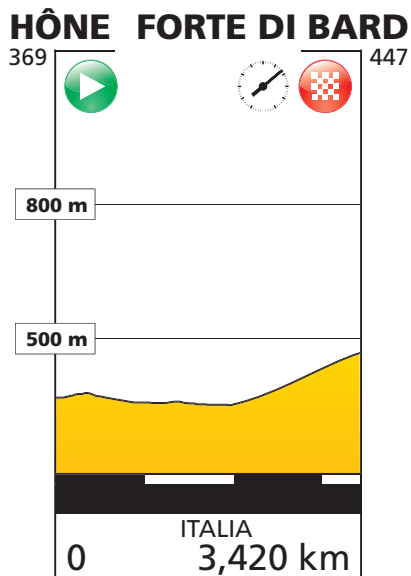 HÔNE FORTE DI BARD
369 447
800 m
500 m
ITALIA
0 3,420 km